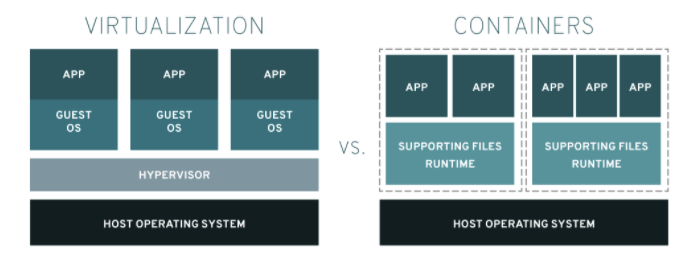 VIRTUALIZATION
APP
APP
APP
GUEST
OS
GUEST
OS
GUEST
OS
HYPERVISOR
HOST OPERATING SYSTEM
VS.
CONTAINERS
APP
APP
APP
APP
APP
SUPPORTING FILES
RUNTIME
SUPPORTING FILES
RUNTIME
HOST OPERATING SYSTEM